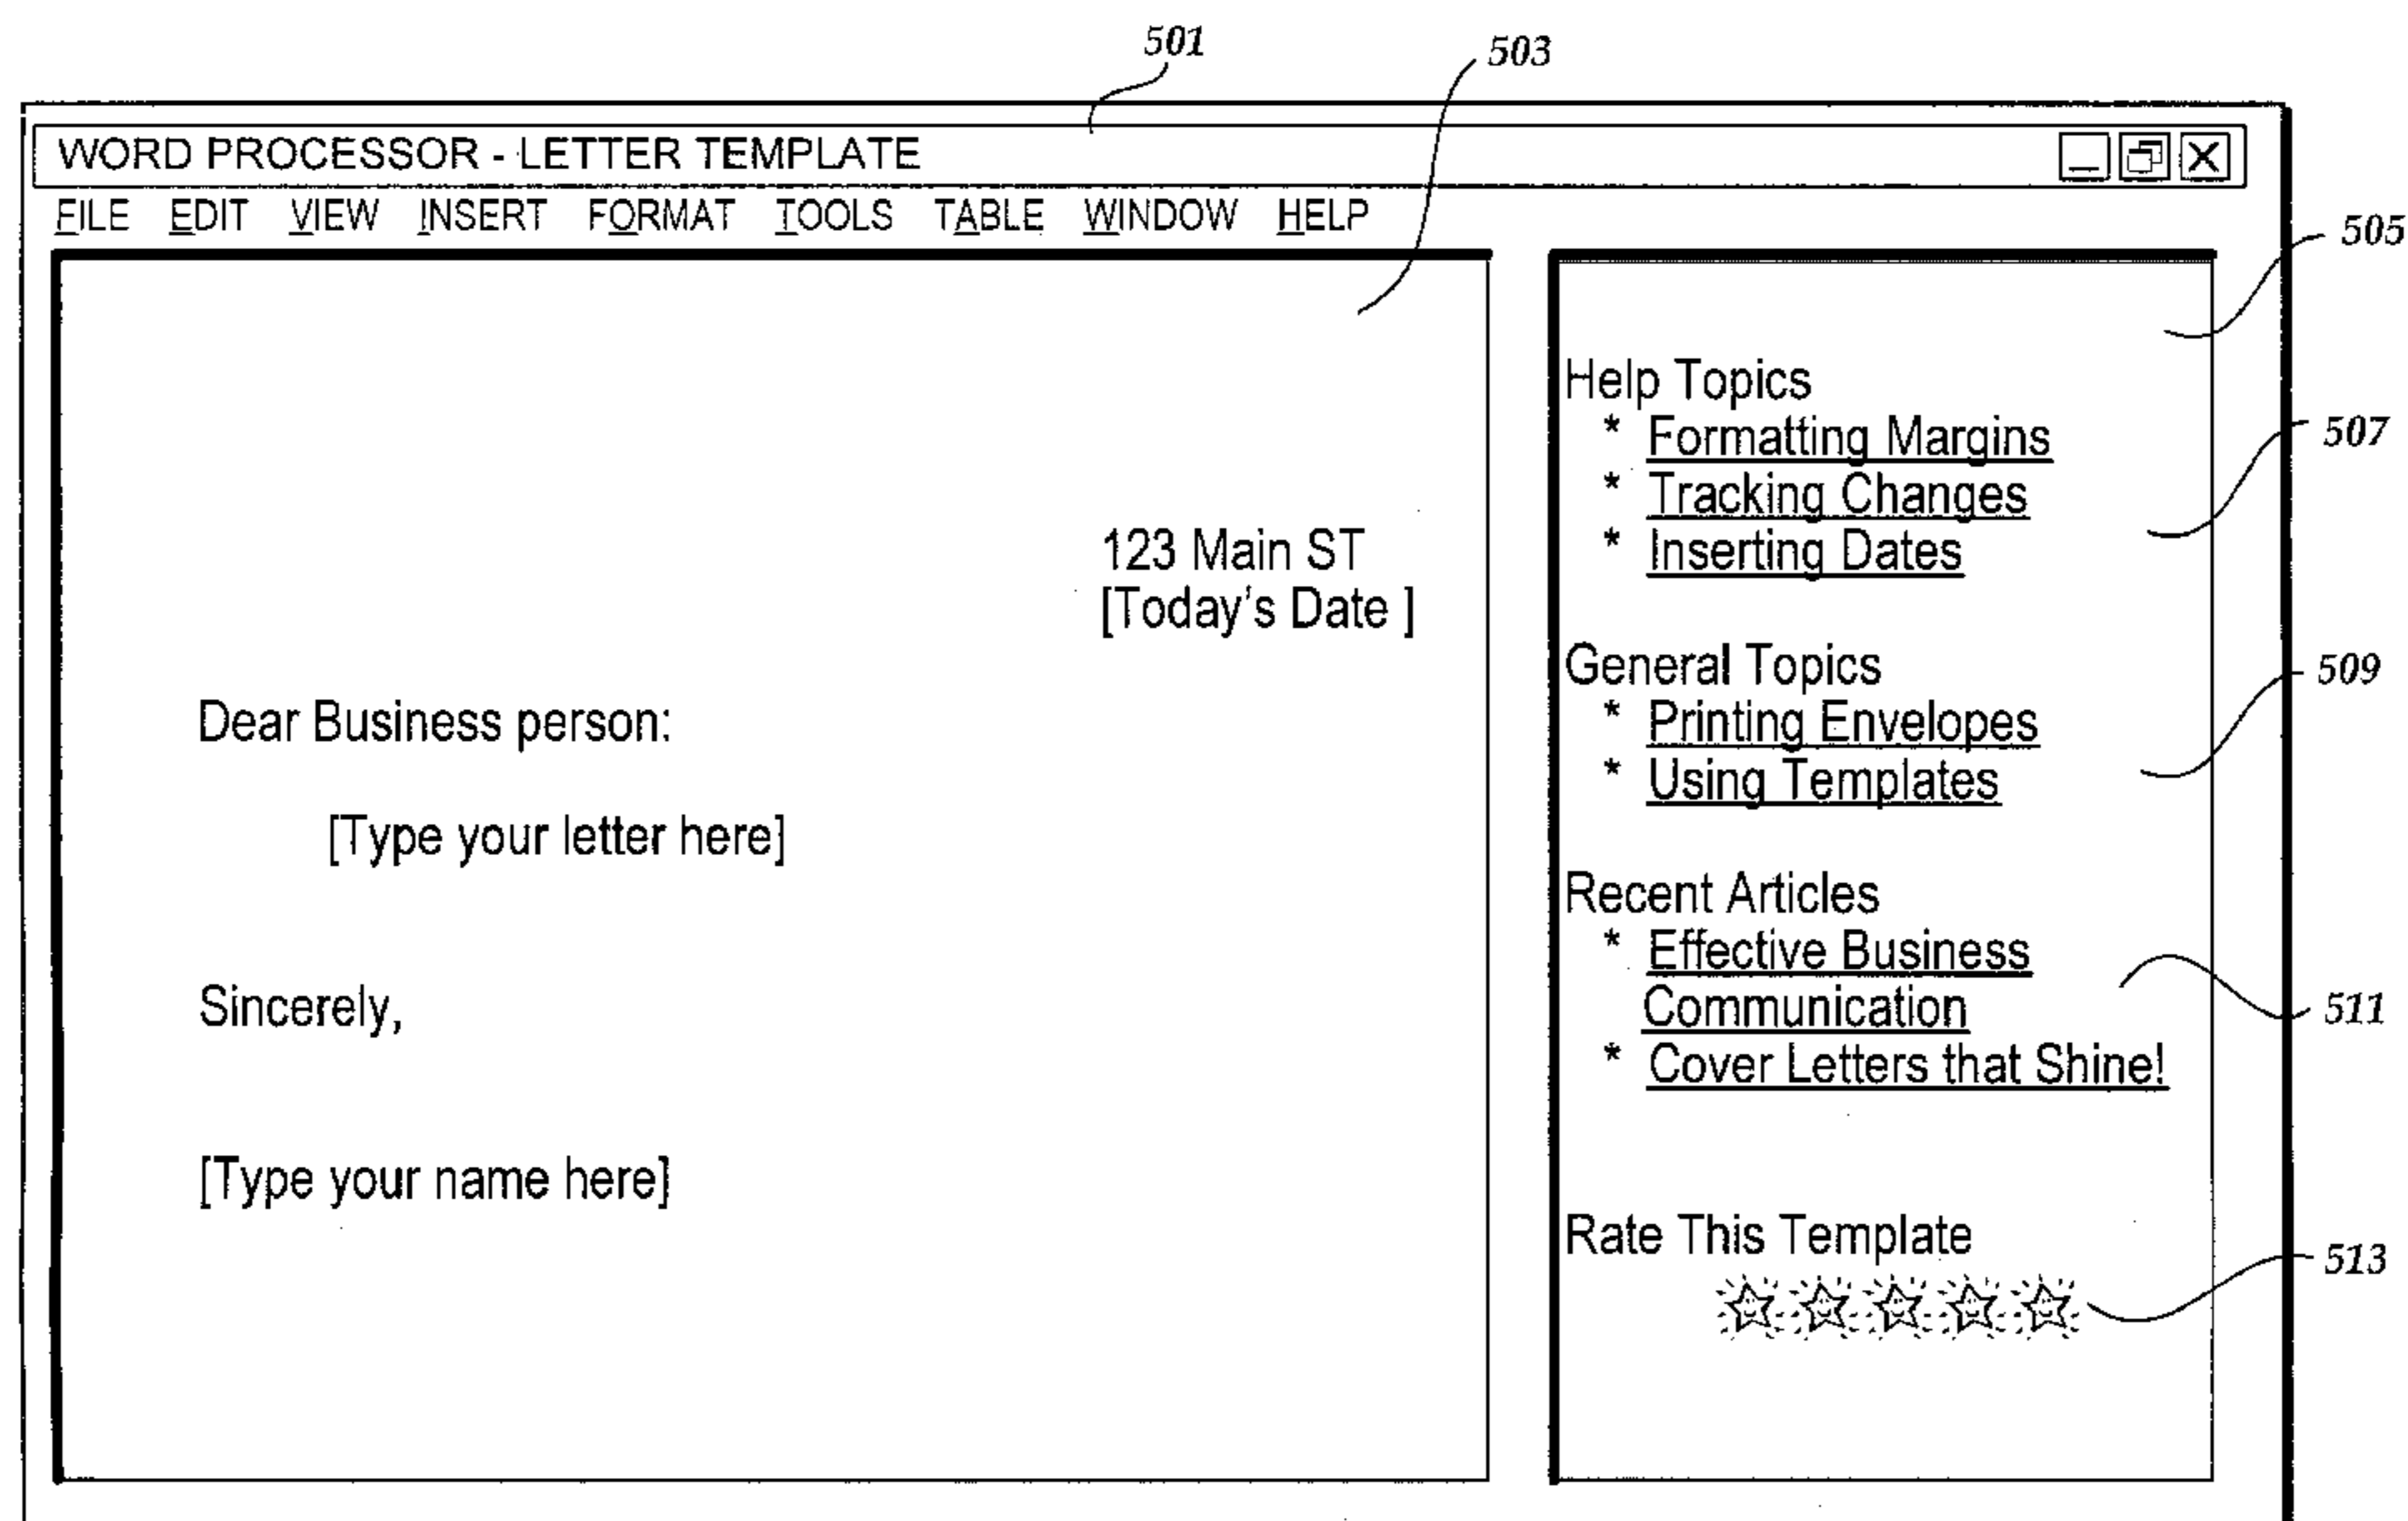 501
503
WORD PROCESSOR - LETTER TEMPLATE
FILE EDIT VIEW INSERT FORMAT TOOLS TABLE WINDOW HELP
505
123 Main ST
[Today's Date ]
Dear Business person:
[Type your letter here]
Sincerely,
[Type your name here]
Help Topics
* Formatting Margins
507
* Tracking Changes
* Inserting Dates
General Topics
509
* Printing Envelopes
* Using Templates
Recent Articles
* Effective Business
Communication
511
* Cover Letters that Shine!
Rate This Template
513